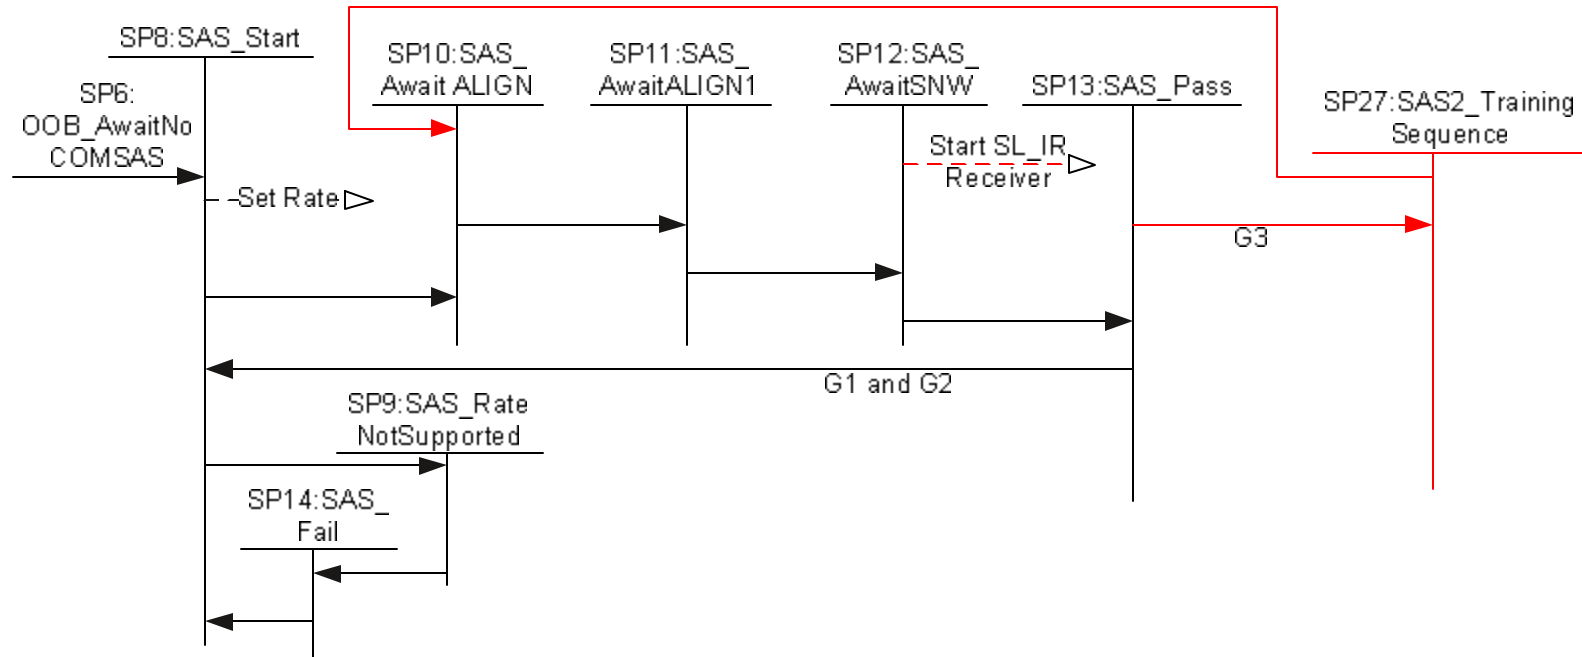 SP8:SAS_Start
SP10:SAS_
Await ALIGN
SP11:SAS_
AwaitALIGN1
SP12:SAS_
AwaitSNW
SP13:SAS_Pass
SP27:SAS2_Training
Sequence
SP6:
OOB_AwaitNo
COMSAS
Set Rate
Start SL_IR
Receiver
G3
G1 and G2
SP9:SAS_Rate
NotSupported
SP14:SAS_
Fail